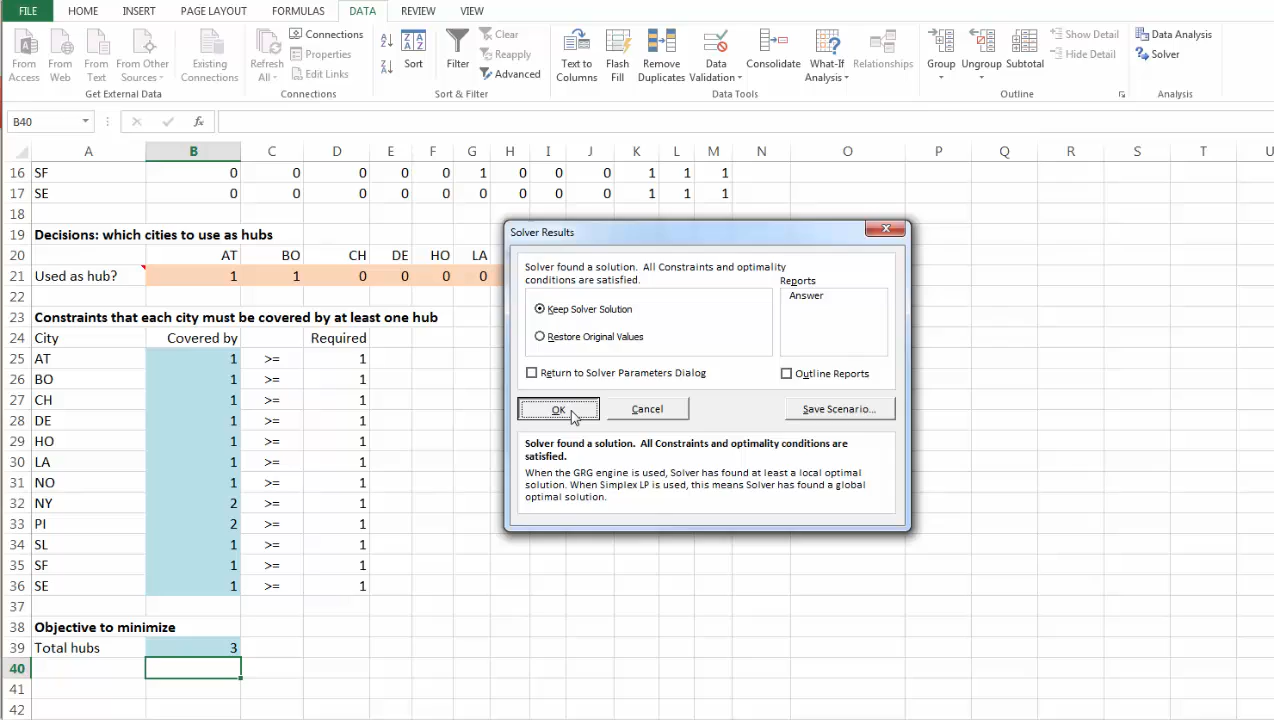 FILE HOME INSERT PAGE LAYOUT FORMULAS DATA REVIEW VIEW
From Access
From Web
From Text
From Other Sources
Existing Connections
Get External Data
Refresh All
Connections
Properties
Edit Links
Connections
Sort
Filter
Clear
Reapply
Advanced
Sort & Filter
Text to Columns
Flash Fill
Remove Duplicates
Data Validation
Consolidate
What-If Analysis
Relationships
Data Tools
Group
Ungroup
Subtotal
Show Detail
Hide Detail
Outline
Data Analysis
Solver
Analysis
B40 fx
A B C D E F G H I J K L M N O P Q R S T U
16 SF 0 0 0 0 0 1 0 0 0 1 1 1
17 SE 0 0 0 0 0 0 0 0 0 1 1 1
18
19 Decisions: which cities to use as hubs
20 AT BO CH DE HO LA
21 Used as hub? 1 1 0 0 0 0
22
23 Constraints that each city must be covered by at least one hub
24 City Covered by Required
25 AT 1 >= 1
26 BO 1 >= 1
27 CH 1 >= 1
28 DE 1 >= 1
29 HO 1 >= 1
30 LA 1 >= 1
31 NO 1 >= 1
32 NY 2 >= 1
33 PI 2 >= 1
34 SL 1 >= 1
35 SF 1 >= 1
36 SE 1 >= 1
37
38 Objective to minimize
39 Total hubs 3
40
41
42
Solver Results
Solver found a solution. All Constraints and optimality
conditions are satisfied.
Keep Solver Solution
Restore Original Values
Reports
Answer
Return to Solver Parameters Dialog
Outline Reports
OK Cancel Save Scenario...
Solver found a solution. All Constraints and optimality conditions are
satisfied.
When the GRG engine is used, Solver has found at least a local optimal
solution. When Simplex LP is used, this means Solver has found a global
optimal solution.